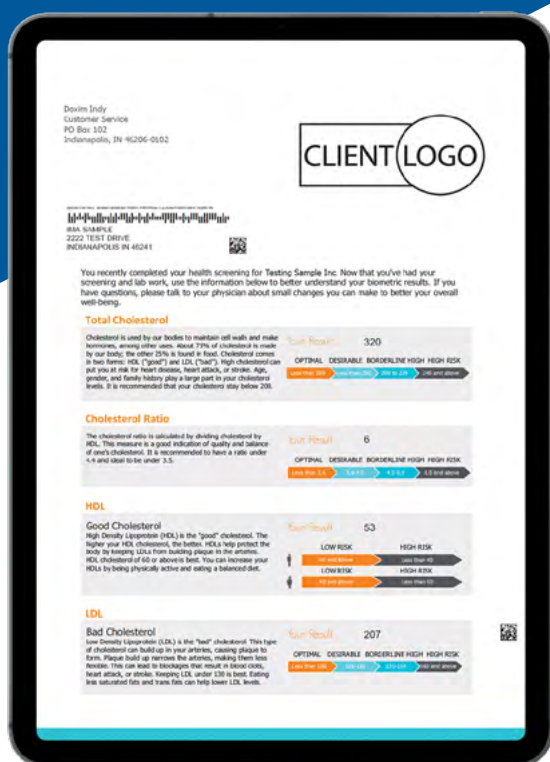 Doxim Indy
Customer Service
PO Box 102
Indianapolis, IN 46206-0102
CLIENT LOGO
IMA SAMPLE
2222 TEST DRIVE
INDIANAPOLIS IN 46241
You recently completed your health screening for Testing Sample Inc. Now that you've had your
screening and lab work, use the information below to better understand your biometric results. If you
have questions, please talk to your physician about small changes you can make to better your overall
well-being.
Total Cholesterol
Cholesterol is used by our bodies to maintain cell walls and make
hormones, among other uses. About 75% of cholesterol is made
by our body; the other 25% is found in food. Cholesterol comes
in two forms: HDL ("good") and LDL ("bad"). High cholesterol can
put you at risk for heart disease, heart attack, or stroke. Age,
gender, and family history play a large part in your cholesterol
levels. It is recommended that your cholesterol stay below 200.
Your Result 320
OPTIMAL DESIRABLE BORDERLINE HIGH HIGH RISK
200 to 239 240 and above
Cholesterol Ratio
The cholesterol ratio is calculated by dividing cholesterol by
HDL. This measure is a good indication of quality and balance
of one's cholesterol. It is recommended to have a ratio under
4.4 and ideal to be under 3.5.
Your Result 6
OPTIMAL DESIRABLE BORDERLINE HIGH HIGH RISK
HDL
Good Cholesterol
High Density Lipoprotein (HDL) is the "good" cholesterol. The
higher your HDL cholesterol, the better. HDLs help protect the
body by keeping LDLs from building plaque in the arteries.
HDL cholesterol of 60 or above is best. You can increase your
HDLs by being physically active and eating a balanced diet.
Your Result 53
LOW RISK HIGH RISK
60 and above Less than 40
LOW RISK HIGH RISK
60 and above Less than 50
LDL
Bad Cholesterol
Low Density Lipoprotein (LDL) is the "bad" cholesterol. This type
of cholesterol can build up in your arteries, causing plaque to
form. Plaque build up narrows the arteries, making them less
flexible. This can lead to blockages that result in blood clots,
heart attack, or stroke. Keeping LDL under 130 is best. Eating
less saturated fats and trans fats can help lower LDL levels.
Your Result 207
OPTIMAL DESIRABLE BORDERLINE HIGH HIGH RISK
Less than 100